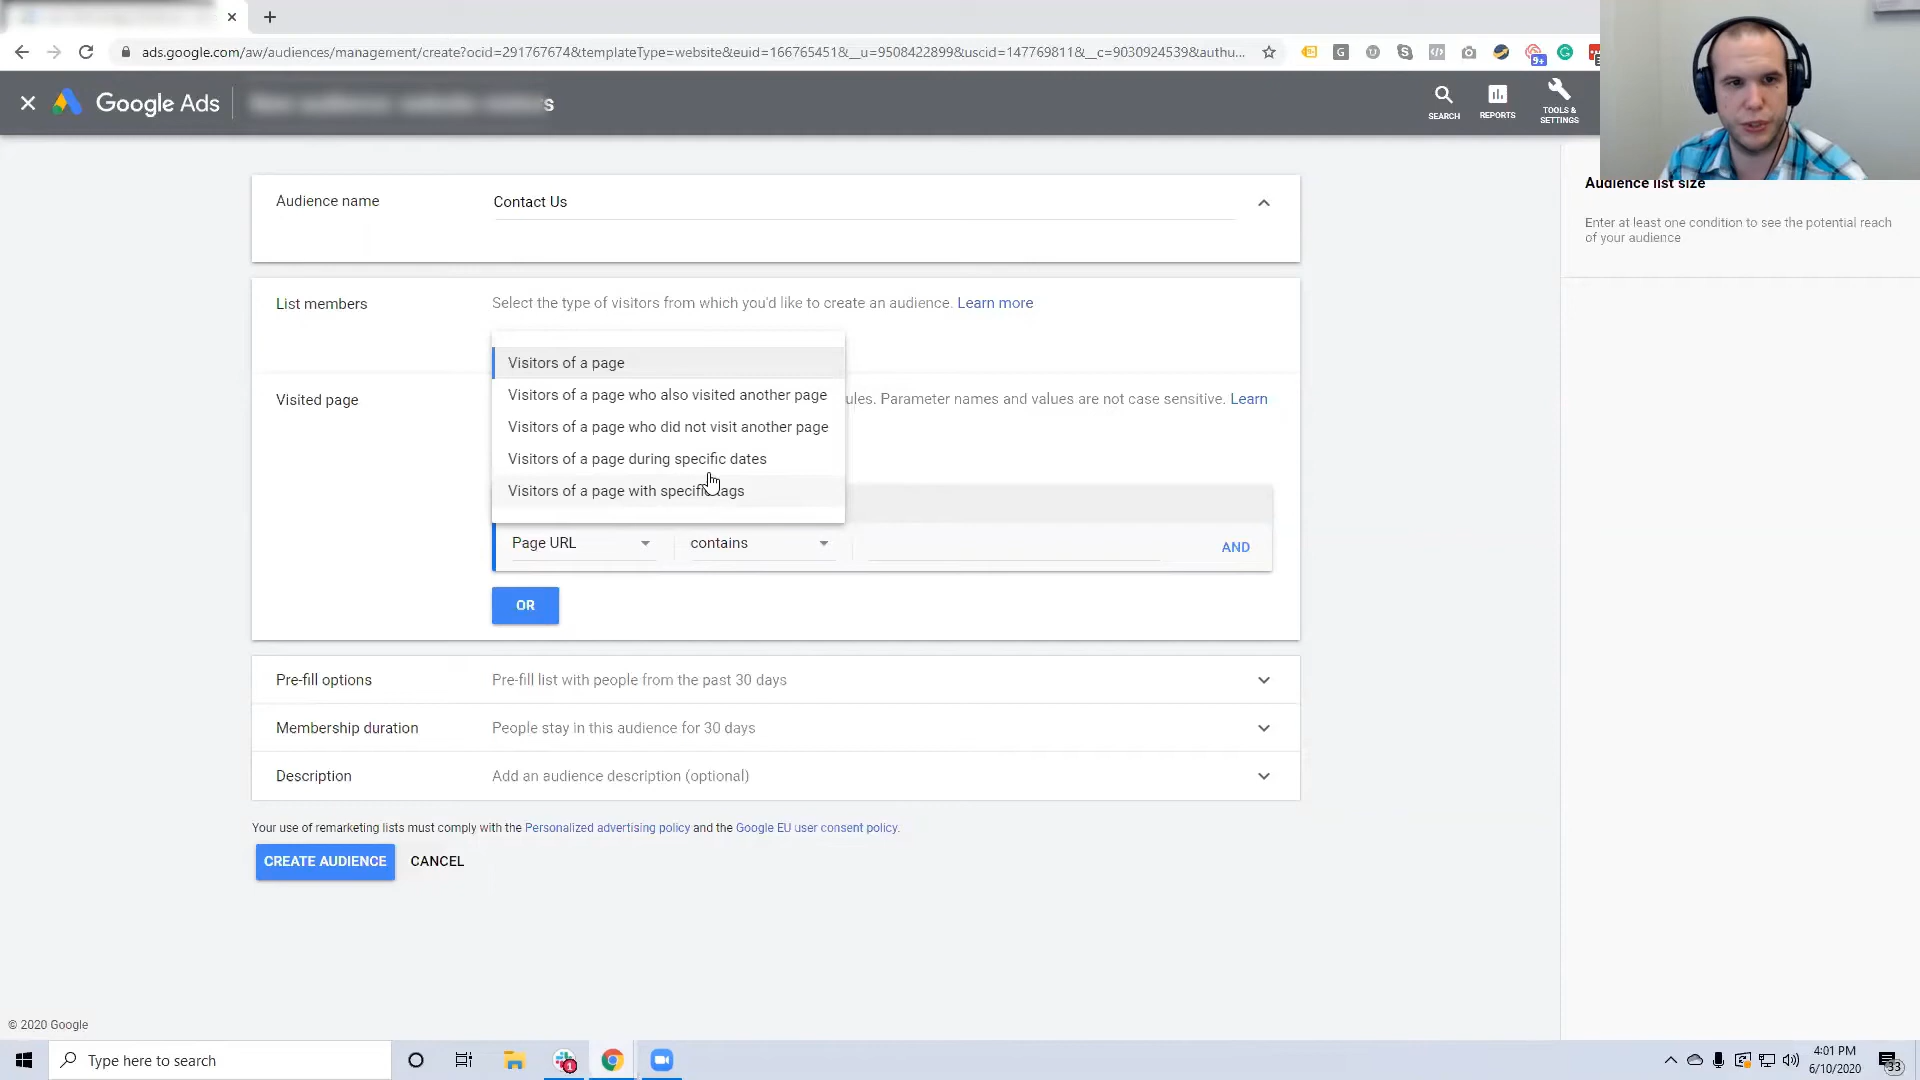 ads.google.com/aw/audiences/management/create?ocid=291767674&templateType=website&euid=166765451&__u=9508422899&uscid=147769811&__c=9030924539&authu...
9+
Google Ads
SEARCH
REPORTS
TOOLS &
SETTINGS
Audience name
Contact Us
Audience list size
Enter at least one condition to see the potential reach
of your audience
List members
Select the type of visitors from which you'd like to create an audience. Learn more
Visitors of a page
Visitors of a page who also visited another page
Visited page
ules. Parameter names and values are not case sensitive. Learn
Visitors of a page who did not visit another page
Visitors of a page during specific dates
Visitors of a page with specific tags
Page URL
contains
AND
OR
Pre-fill options
Pre-fill list with people from the past 30 days
Membership duration
People stay in this audience for 30 days
Description
Add an audience description (optional)
Your use of remarketing lists must comply with the Personalized advertising policy and the Google EU user consent policy.
CREATE AUDIENCE
CANCEL
© 2020 Google
Type here to search
1
4:01 PM
6/10/2020
33